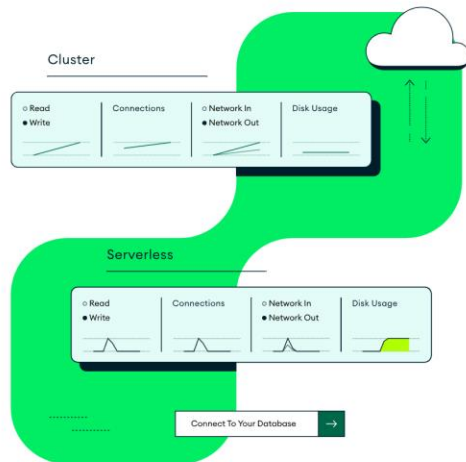 Cluster
Read
Write
Connections
Network In
Network Out
Disk Usage
Serverless
Read
Write
Connections
Network In
Network Out
Disk Usage
Connect To Your Database